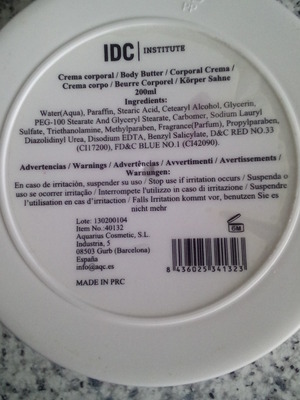 IDC INSTITUTE
Crema corporal / Body Butter / Corporal Crema /
Crema corpo / Beurre Corporel / Körper Sahne
200ml
Ingredients:
Water(Aqua), Paraffin, Stearic Acid, Cetearyl Alcohol, Glycerin,
PEG-100 Stearate And Glyceryl Stearate, Carbomer, Sodium Lauryl
Sulfate, Triethanolamine, Methylparaben, Fragrance(Parfum), Propylparaben,
Diazolidinyl Urea, Disodium EDTA, Benzyl Salicylate, D&C RED NO.33
(CI17200), FD&C BLUE NO.1 (CI42090).
Advertencias / Warnings / Advertências / Avvertimenti / Avertissements /
Warnungen:
En caso de irritación, suspender su uso / Stop use if irritation occurs / Suspenda o
uso se ocorrer irritação / Interrompete l'utilizzo in caso di irritazione / Cessez
l'utilisation en cas d'irritation / Falls Irritation kommt vor, benutzen Sie es
nicht mehr
Lote: 130200104
Item No.:40132
Aquarius Cosmetic, S.L.
Industria, 5
08503 Gurb (Barcelona)
España
info@aqc.es
6M
8 436025 341323
MADE IN PRC